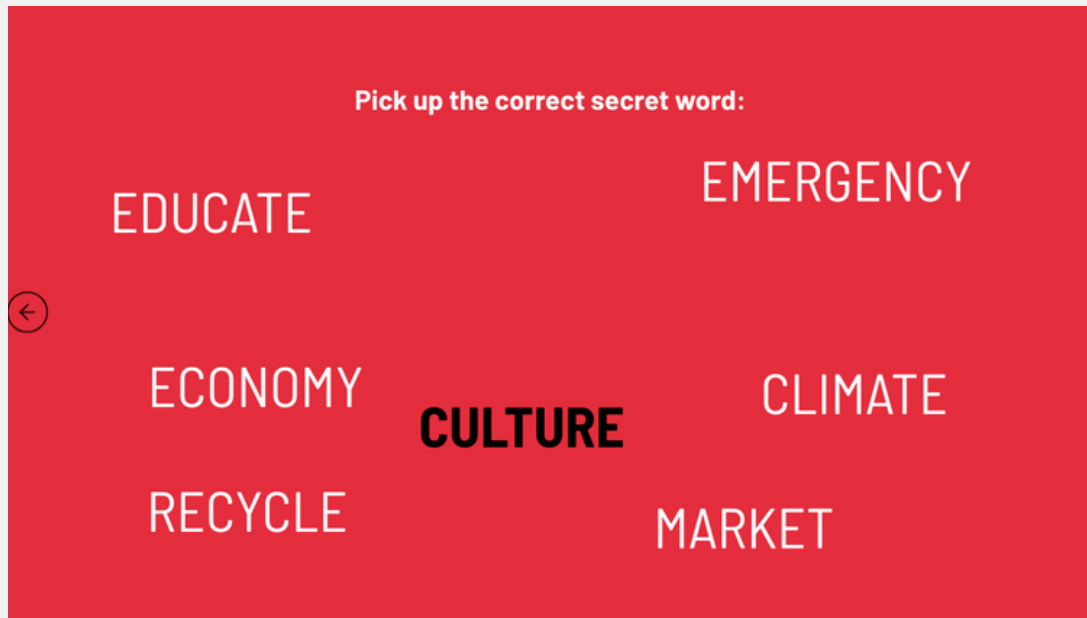 Pick up the correct secret word:
EMERGENCY
EDUCATE
ECONOMY
CLIMATE
CULTURE
RECYCLE
MARKET